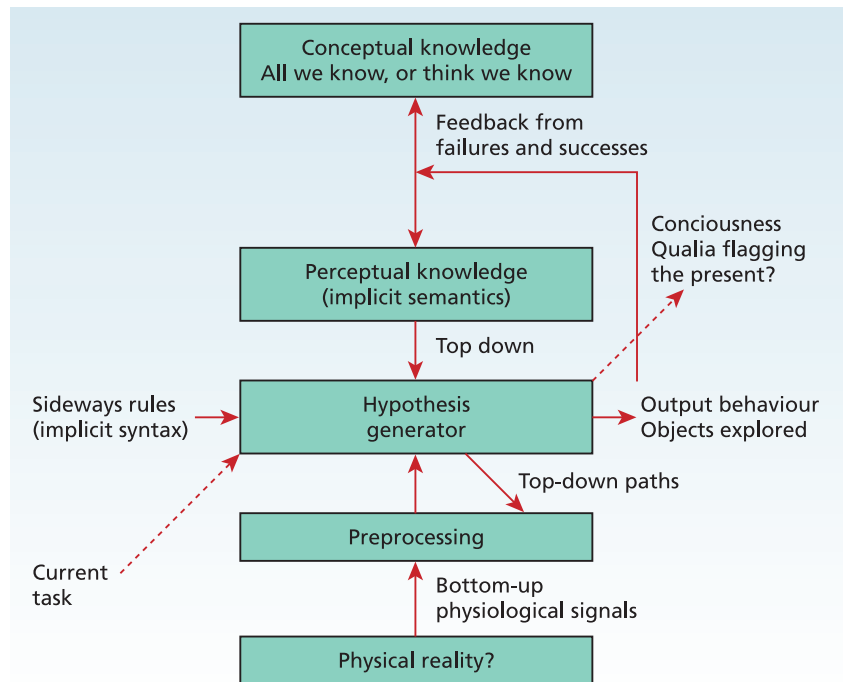 Conceptual knowledge
All we know, or think we know
Feedback from
failures and successes
Conciousness
Qualia flagging
the present?
Perceptual knowledge
(implicit semantics)
Top down
Sideways rules
(implicit syntax)
Hypothesis
generator
Output behaviour
Objects explored
Top-down paths
Preprocessing
Current
task
Bottom-up
physiological signals
Physical reality?